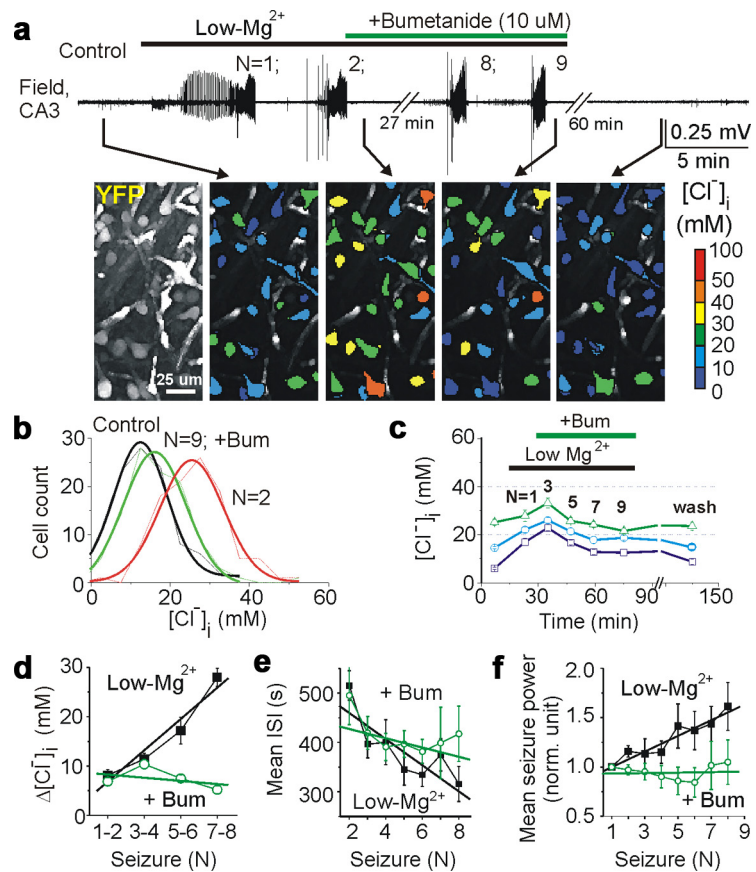 a
Low-Mg2+
+Bumetanide (10 uM)
Control
N=1; 2; 8; 9
Field,
CA3
27 min
60 min
0.25 mV
5 min
YFP
25 um
[Cl-]i
(mM)
100
50
40
30
20
10
0
b
Control
N=9; +Bum
N=2
Cell count
30
20
10
0
0 20 40 60
[Cl-]i (mM)
c
+Bum
Low Mg2+
N=1 3 5 7 9 wash
[Cl-]i (mM)
60
40
20
0
0 30 60 90 150
Time (min)
d
Low-Mg2+
+ Bum
Δ[Cl-]i (mM)
30
20
10
0
1-2 3-4 5-6 7-8
Seizure (N)
e
+ Bum
Low-Mg2+
Mean ISI (s)
500
400
300
2 4 6 8
Seizure (N)
f
Low-Mg2+
+ Bum
Mean seizure power
(norm. unit)
2.0
1.5
1.0
0.5
1 3 5 7 9
Seizure (N)